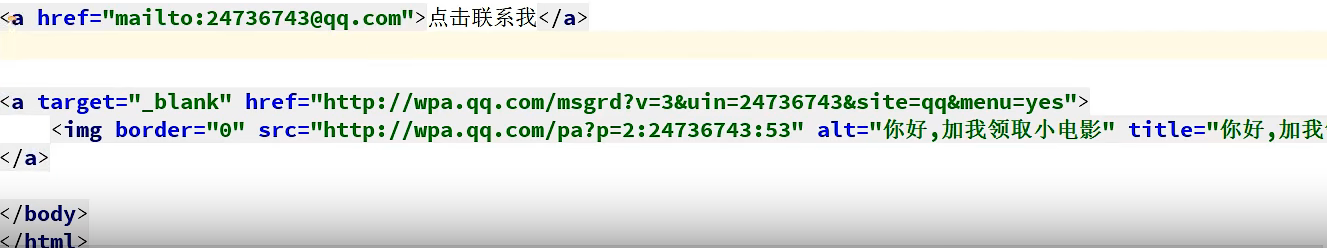 <a href="mailto:24736743@qq.com">点击联系我</a>
<a target="_blank" href="http://wpa.qq.com/msgrd?v=3&uin=24736743&site=qq&menu=yes">
<img border="0" src="http://wpa.qq.com/pa?p=2:24736743:53" alt="你好,加我领取小电影" title="你好,加我
</a>
</body>
</html>